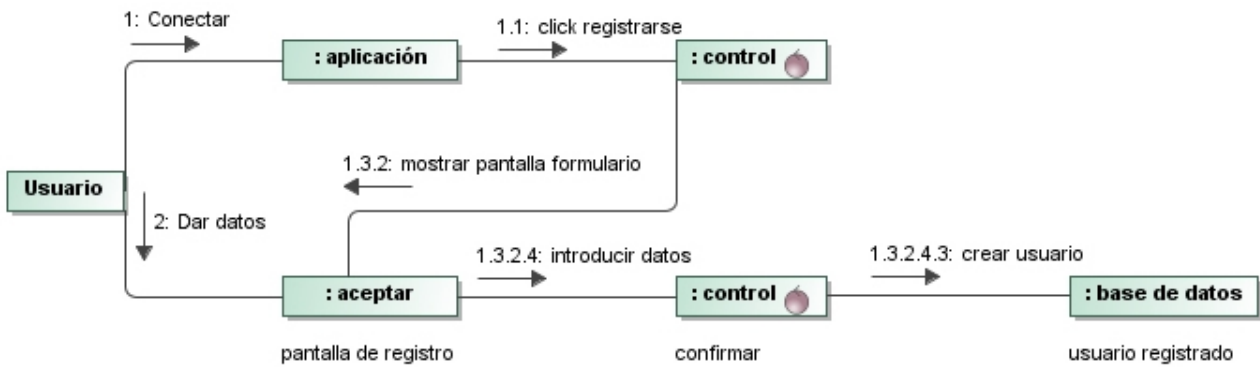 1: Conectar
1.1: click registrarse
: aplicación
: control
1.3.2: mostrar pantalla formulario
Usuario
2: Dar datos
1.3.2.4: introducir datos
1.3.2.4.3: crear usuario
: aceptar
: control
: base de datos
pantalla de registro
confirmar
usuario registrado